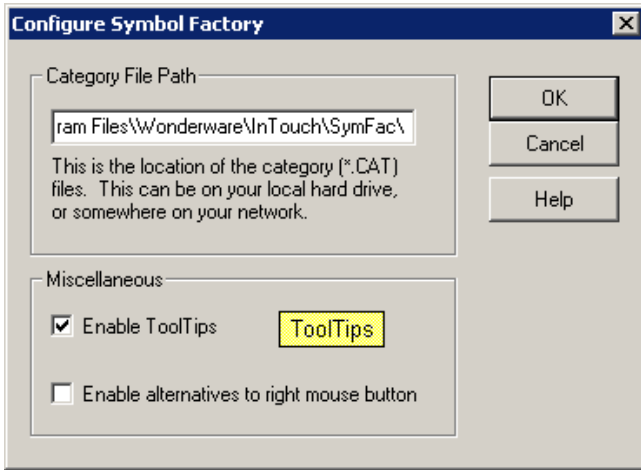 Configure Symbol Factory
Category File Path
ram Files\Wonderware\InTouch\SymFac\
This is the location of the category (*.CAT)
files. This can be on your local hard drive,
or somewhere on your network.
OK
Cancel
Help
Miscellaneous
Enable ToolTips
ToolTips
Enable alternatives to right mouse button